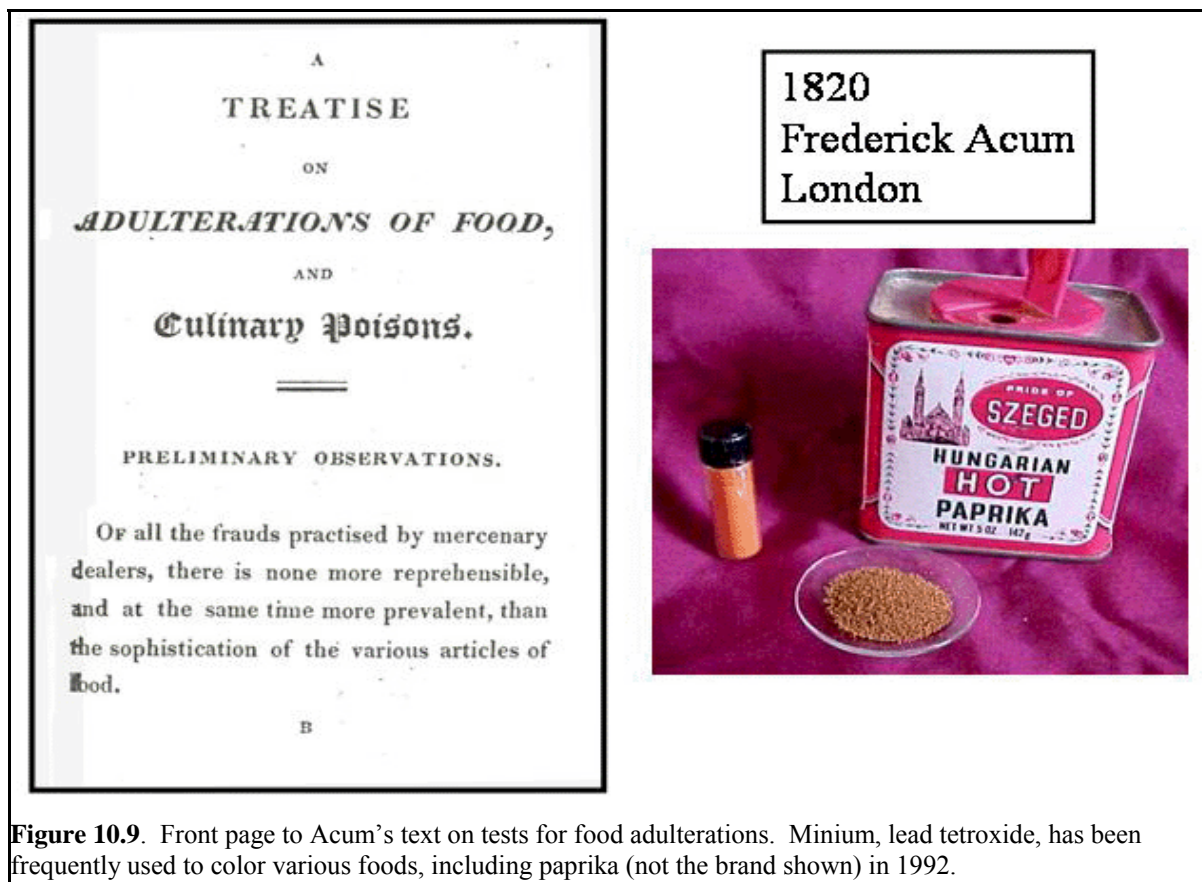 A
TREATISE
ON
ADULTERATIONS OF FOOD,
AND
Culinary Poisons.
PRELIMINARY OBSERVATIONS.
OF all the frauds practised by mercenary
dealers, there is none more reprehensible,
and at the same time more prevalent, than
the sophistication of the various articles of
food.
B
1820
Frederick Acum
London
PRIDE OF
SZEGED
HUNGARIAN
HOT
PAPRIKA
NET WT 5 OZ 142g
Figure 10.9. Front page to Acum's text on tests for food adulterations. Minium, lead tetroxide, has been
frequently used to color various foods, including paprika (not the brand shown) in 1992.